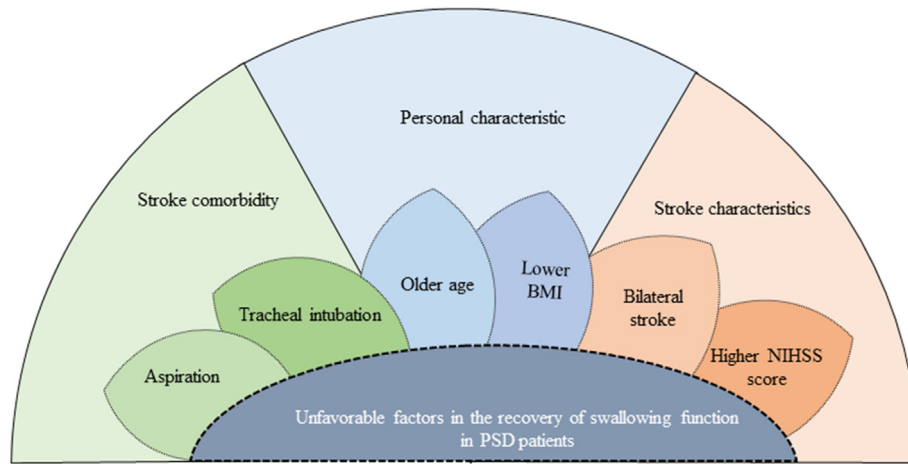 Personal characteristic
Stroke comorbidity
Stroke characteristics
Aspiration
Tracheal intubation
Older age
Lower
BMI
Bilateral
stroke
Higher NIHSS
score
Unfavorable factors in the recovery of swallowing function
in PSD patients